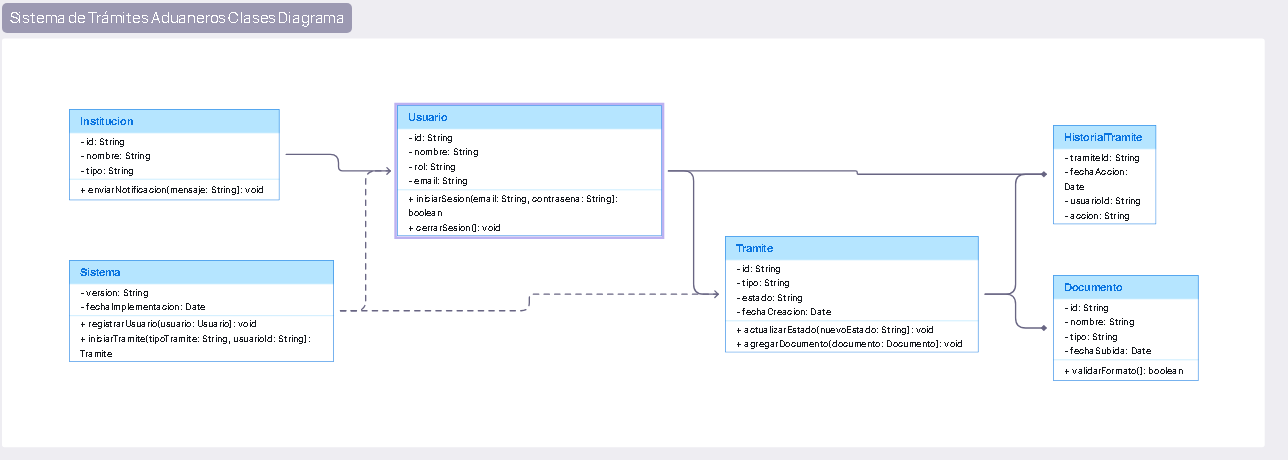 Sistema de Trámites Aduaneros Clases Diagrama
Institucion
- id: String
- nombre: String
- tipo: String
+ enviarNotificacion(mensaje: String): void
Usuario
- id: String
- nombre: String
- rol: String
- email: String
+ iniciarSesion(email: String, contrasena: String):
boolean
+ cerrarSesion(): void
HistorialTramite
- tramiteId: String
- fechaAccion:
Date
- usuarioId: String
- accion: String
Sistema
- version: String
- fechaImplementacion: Date
+ registrarUsuario(usuario: Usuario): void
+ iniciarTramite(tipoTramite: String, usuarioId: String):
Tramite
Tramite
- id: String
- tipo: String
- estado: String
- fechaCreacion: Date
+ actualizarEstado(nuevoEstado: String): void
+ agregarDocumento(documento: Documento): void
Documento
- id: String
- nombre: String
- tipo: String
- fechaSubida: Date
+ validarFormato(): boolean